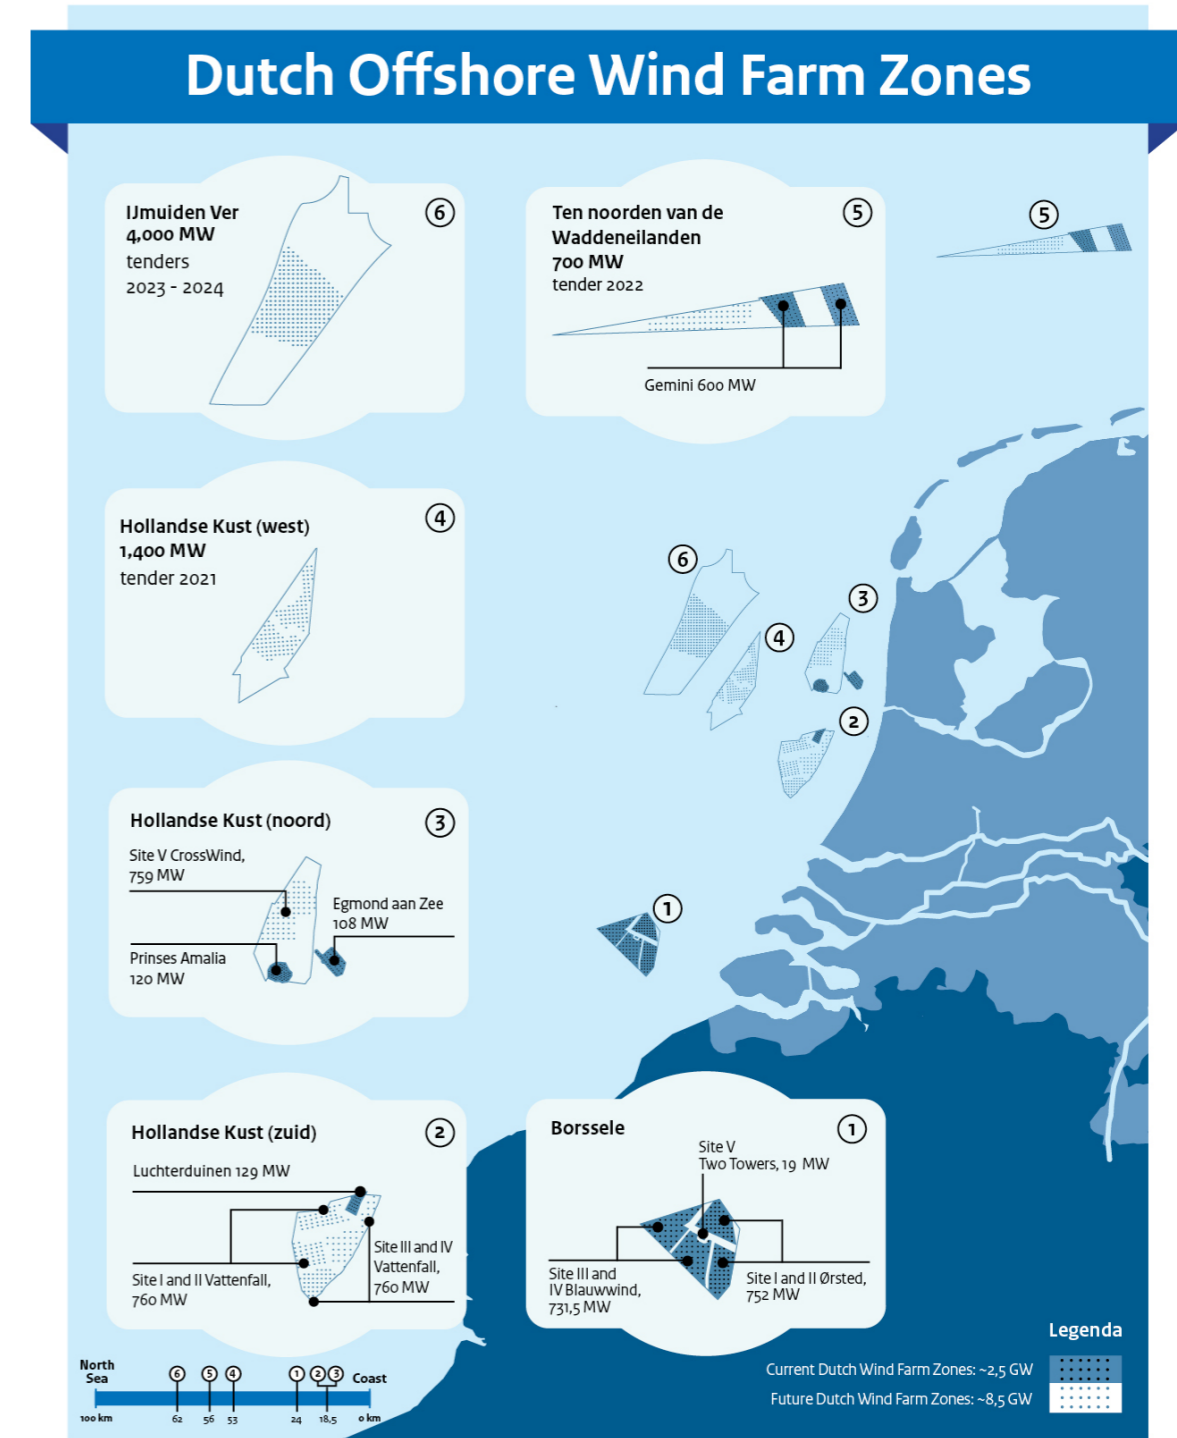 Dutch Offshore Wind Farm Zones
IJmuiden Ver
4,000 MW
tenders
2023 - 2024
6
Ten noorden van de
Waddeneilanden
700 MW
tender 2022
5
Gemini 600 MW
5
Hollandse Kust (west)
1,400 MW
tender 2021
4
6
3
4
2
1
Hollandse Kust (noord)
3
Site V CrossWind,
759 MW
Egmond aan Zee
108 MW
Prinses Amalia
120 MW
Hollandse Kust (zuid)
2
Luchterduinen 129 MW
Site III and IV
Vattenfall,
760 MW
Site I and II Vattenfall,
760 MW
Borssele
1
Site V
Two Towers, 19 MW
Site III and
IV Blauwwind,
731,5 MW
Site I and II Ørsted,
752 MW
North
Sea
6 5 4 1 2 3
Coast
100 km 62 56 53 24 18,5 0 km
Legenda
Current Dutch Wind Farm Zones: ~2,5 GW
Future Dutch Wind Farm Zones: ~8,5 GW